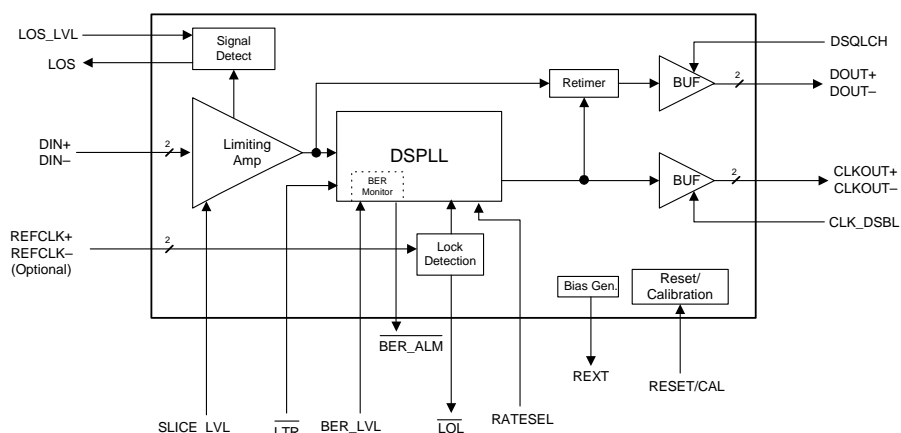 LOS_LVL
LOS
Signal
Detect
DSQLCH
BUF
2
DOUT+
DOUT–
Retimer
DIN+
DIN–
2
Limiting
Amp
DSPLL
BER
Monitor
BUF
2
CLKOUT+
CLKOUT–
CLK_DSBL
REFCLK+
REFCLK–
(Optional)
2
Lock
Detection
Bias Gen.
Reset/
Calibration
BER_ALM
REXT
RESET/CAL
SLICE_LVL
LTR
BER_LVL
LOL
RATESEL